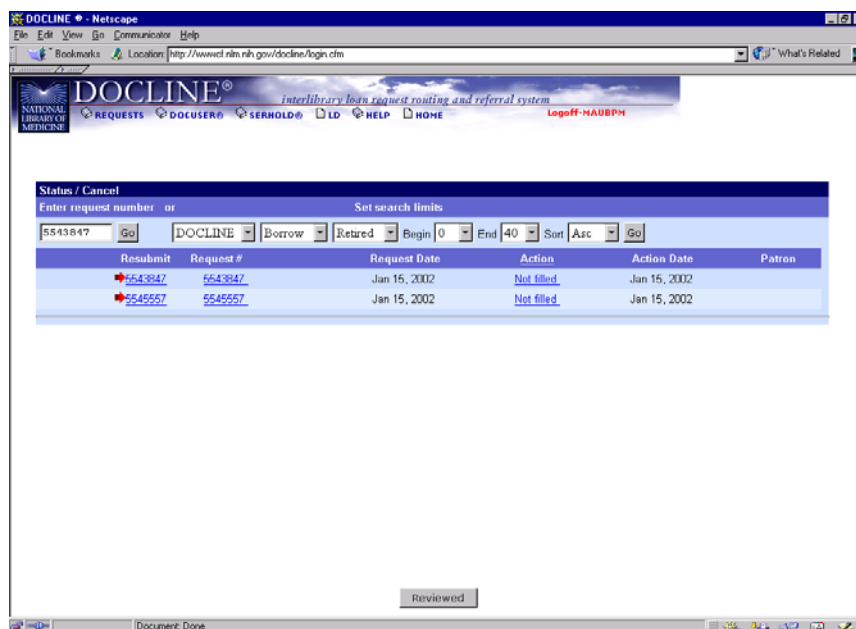 DOCLINE ® - Netscape
File Edit View Go Communicator Help
Bookmarks Location: http://wwwcf.nlm.nih.gov/docline/login.cfm What's Related
DOCLINE®
interlibrary loan request routing and referral system
NATIONAL LIBRARY OF MEDICINE
REQUESTS DOCUSER® SERHOLD® LD HELP HOME Logoff-MAUBPM
Status / Cancel
Enter request number or Set search limits
5543847 Go DOCLINE Borrow Retired Begin 0 End 40 Sort Asc Go
Resubmit Request # Request Date Action Action Date Patron
5543847 5543847 Jan 15, 2002 Not filled Jan 15, 2002
5545557 5545557 Jan 15, 2002 Not filled Jan 15, 2002
Reviewed
Document: Done